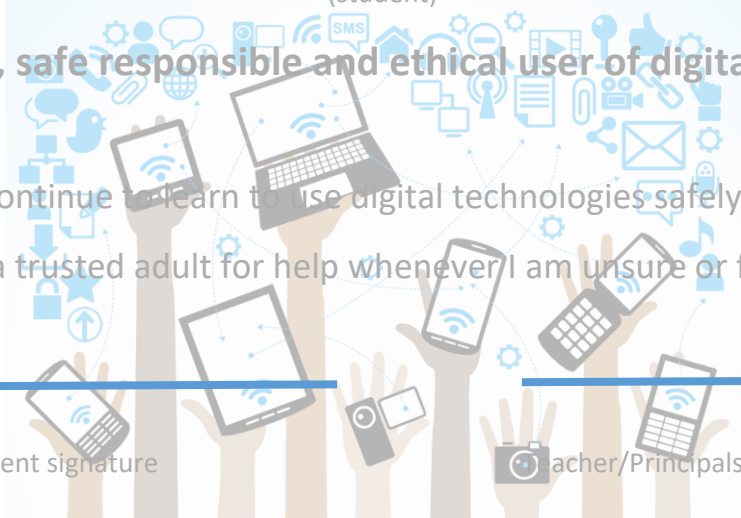 (student)
SMS
, safe responsible and ethical user of digita
ontinue to learn to use digital technologies safely
a trusted adult for help whenever I am unsure or f
ent signature
Teacher/Principals